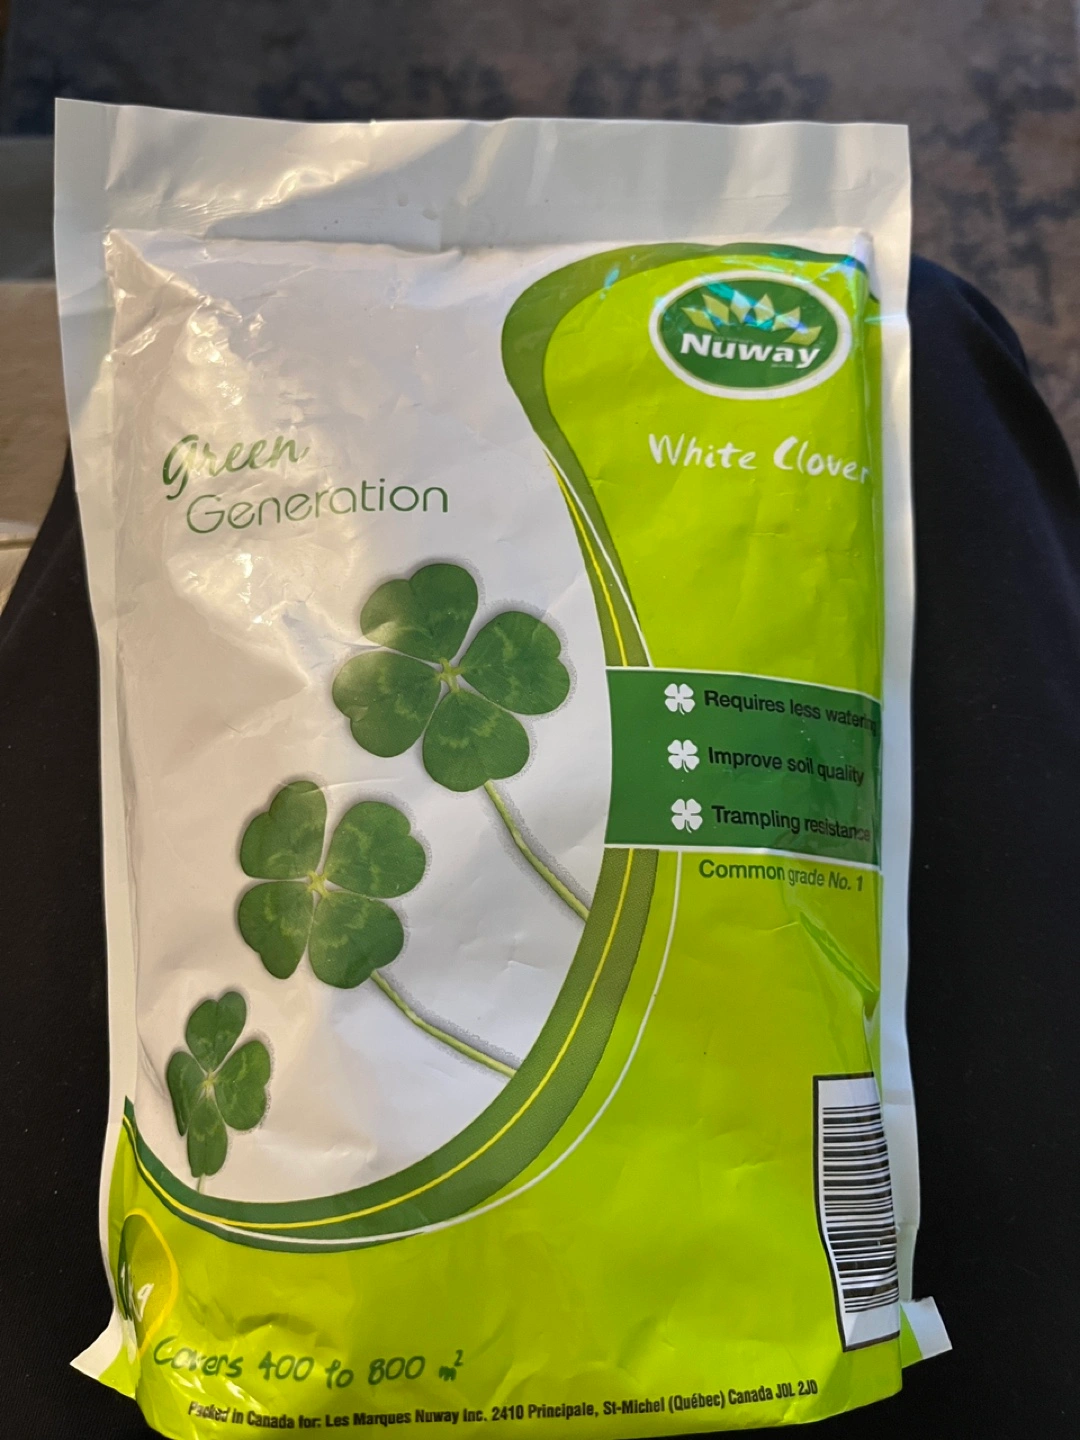 Nuway
White Clover
Green
Generation
Requires less watering
Improve soil quality
Trampling resistance
Common grade No. 1
Covers 400 to 800 m²
Packed in Canada for: Les Marques Nuway Inc. 2410 Principale, St-Michel (Québec) Canada J0L 2J0